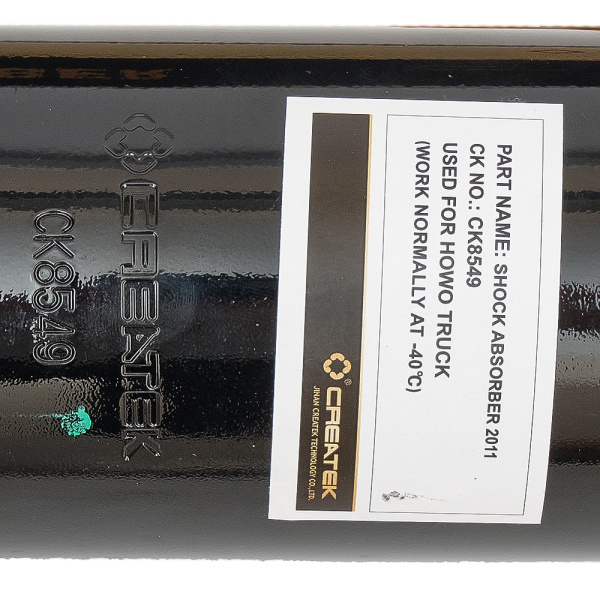 CREATEK
CK8549
PART NAME: SHOCK ABSORBER 2011
CK NO.: CK8549
USED FOR HOWO TRUCK
(WORK NORMALLY AT -40℃)
CREATEK®
JINAN CREATEK TECHNOLOGY CO.,LTD.